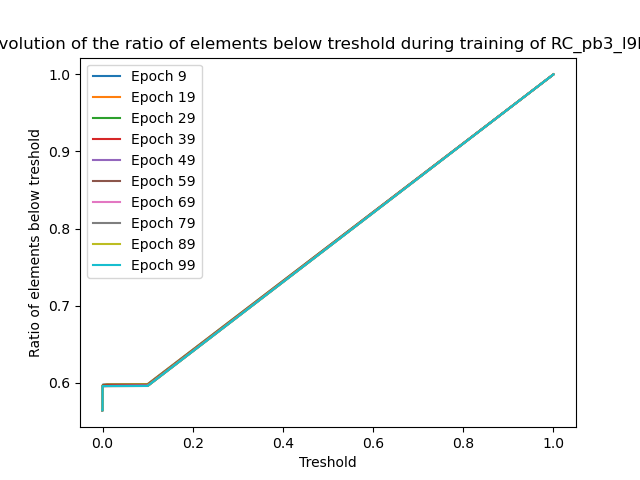 volution of the ratio of elements below treshold during training of RC_pb3_l9
Epoch 9
Epoch 19
Epoch 29
Epoch 39
Epoch 49
Epoch 59
Epoch 69
Epoch 79
Epoch 89
Epoch 99
Ratio of elements below treshold
1.0
0.9
0.8
0.7
0.6
0.0 0.2 0.4 0.6 0.8 1.0
Treshold